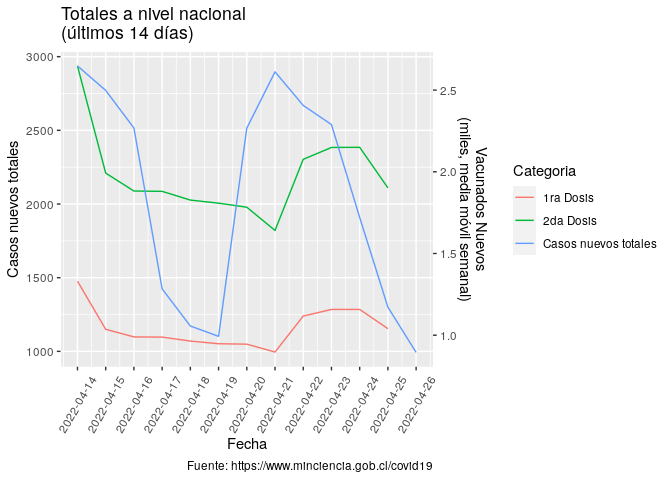 Totales a nivel nacional
(últimos 14 días)
Casos nuevos totales
3000
2500
2000
1500
1000
2.5
2.0
1.5
1.0
Vacunados Nuevos
(miles, media móvil semanal)
2022-04-14
2022-04-15
2022-04-16
2022-04-17
2022-04-18
2022-04-19
2022-04-20
2022-04-21
2022-04-22
2022-04-23
2022-04-24
2022-04-25
2022-04-26
Fecha
Categoria
1ra Dosis
2da Dosis
Casos nuevos totales
Fuente: https://www.minciencia.gob.cl/covid19